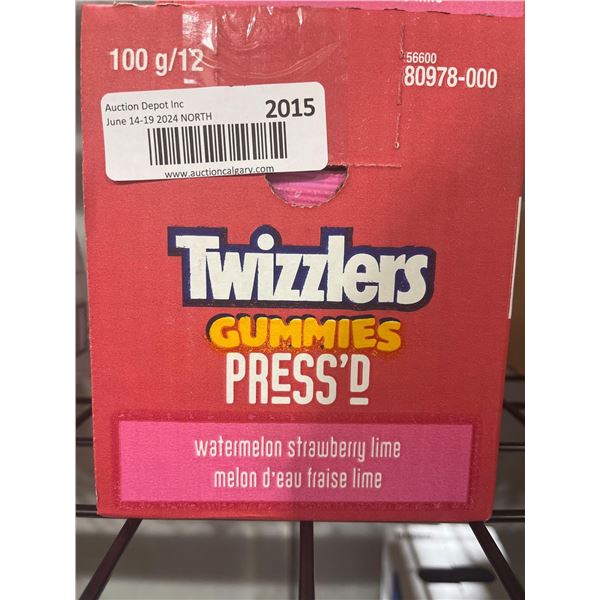 100 g/12
56600
80978-000
Auction Depot Inc
June 14-19 2024 NORTH
2015
www.auctioncalgary.com
Twizzlers
GUMMIES
PRESS'D
watermelon strawberry lime
melon d'eau fraise lime